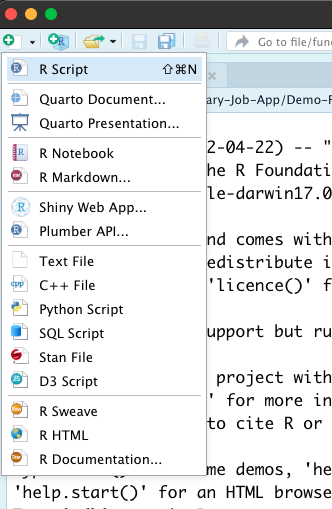 Go to file/func
R Script ⇧⌘N
Quarto Document...
Quarto Presentation...
R Notebook
R Markdown...
Shiny Web App...
Plumber API...
Text File
C++ File
Python Script
SQL Script
Stan File
D3 Script
R Sweave
R HTML
R Documentation...
ary-Job-App/Demo-F
2-04-22) -- "
he R Foundati
le-darwin17.0
nd comes with
edistribute i
'licence()' f
upport but ru
project with
' for more in
to cite R or
me demos, 'he
'help.start()' for an HTML browse